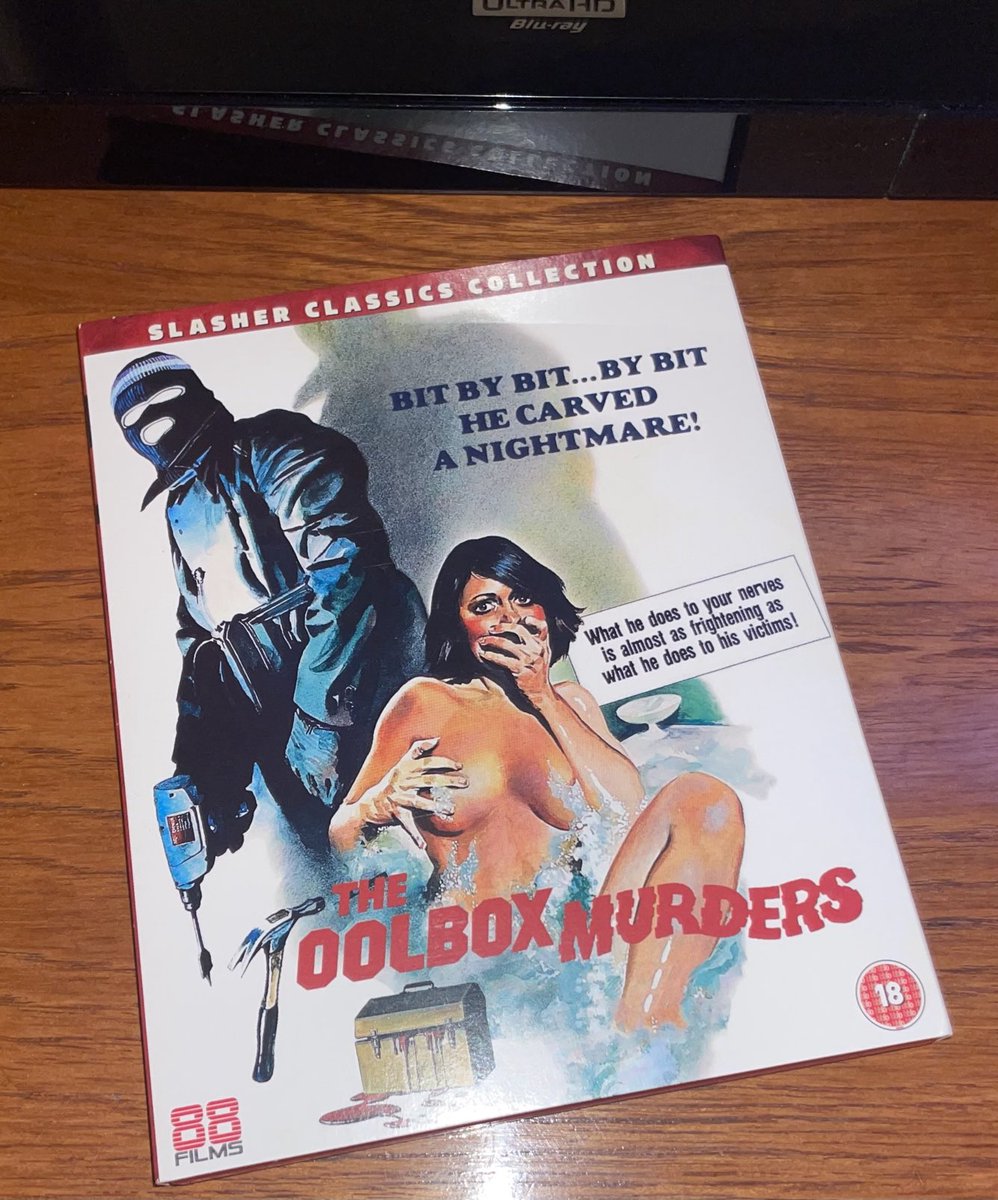 ULTRA HD
Blu-ray
SLASHER CLASSICS COLLECTION
SLASHER CLASSICS COLLECTION
BIT BY BIT...BY BIT
HE CARVED
A NIGHTMARE!
What he does to your nerves
is almost as frightening as
what he does to his victims!
THE
OOLBOX MURDERS
18
88
FILMS